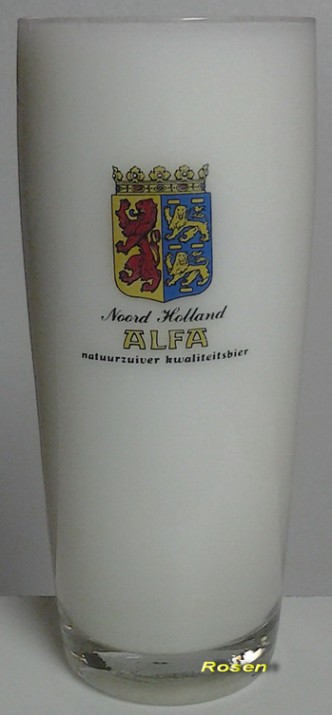 Noord Holland
ALFA
natuurzuiver kwaliteitsbier
Rosen